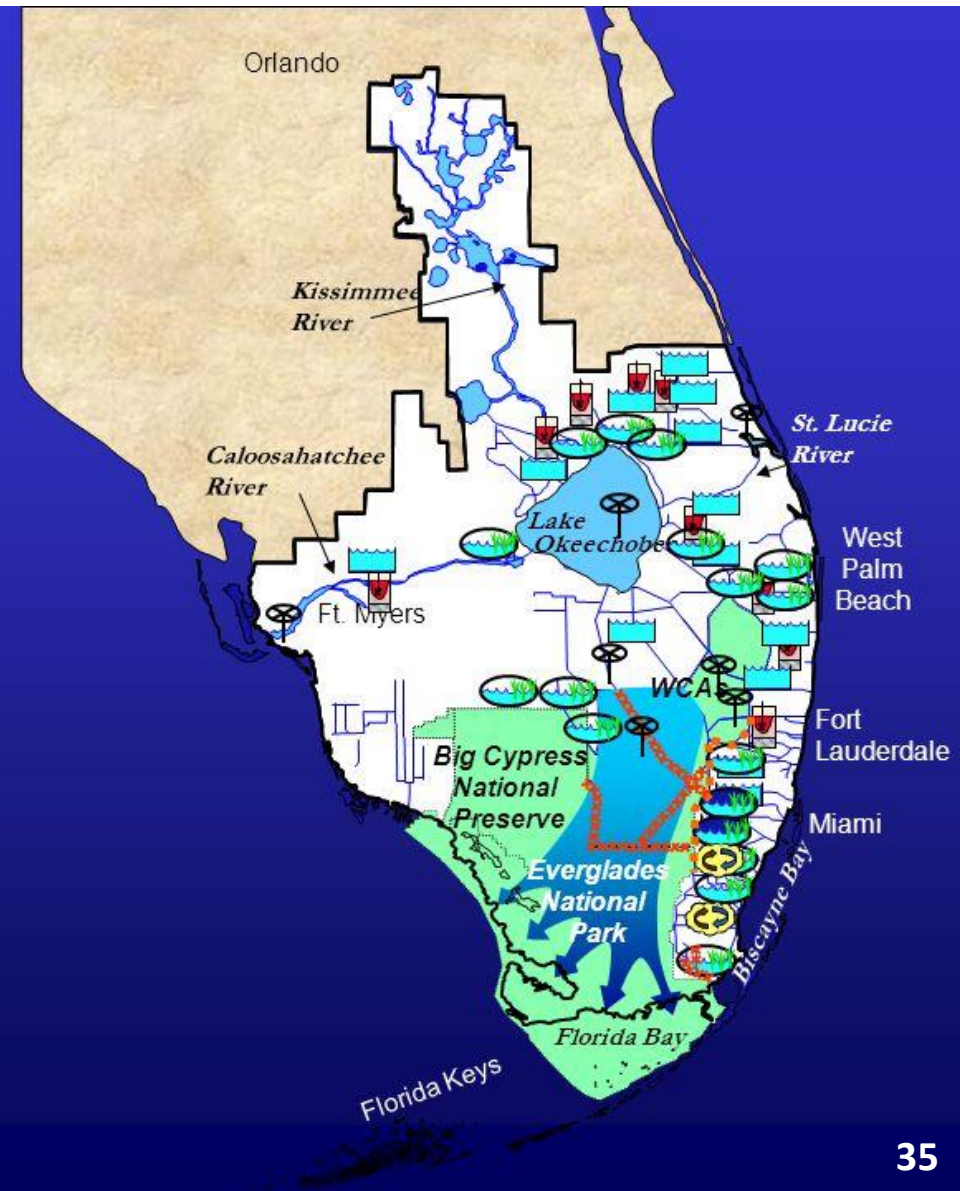 Orlando
Kissimmee
River
St. Lucie
River
Caloosahatchee
River
Lake
Okeechobee
West
Palm
Beach
Ft. Myers
WCAs
Fort
Lauderdale
Big Cypress
National
Preserve
Miami
Everglades
National
Park
Biscayne Bay
Florida Bay
Florida Keys
35